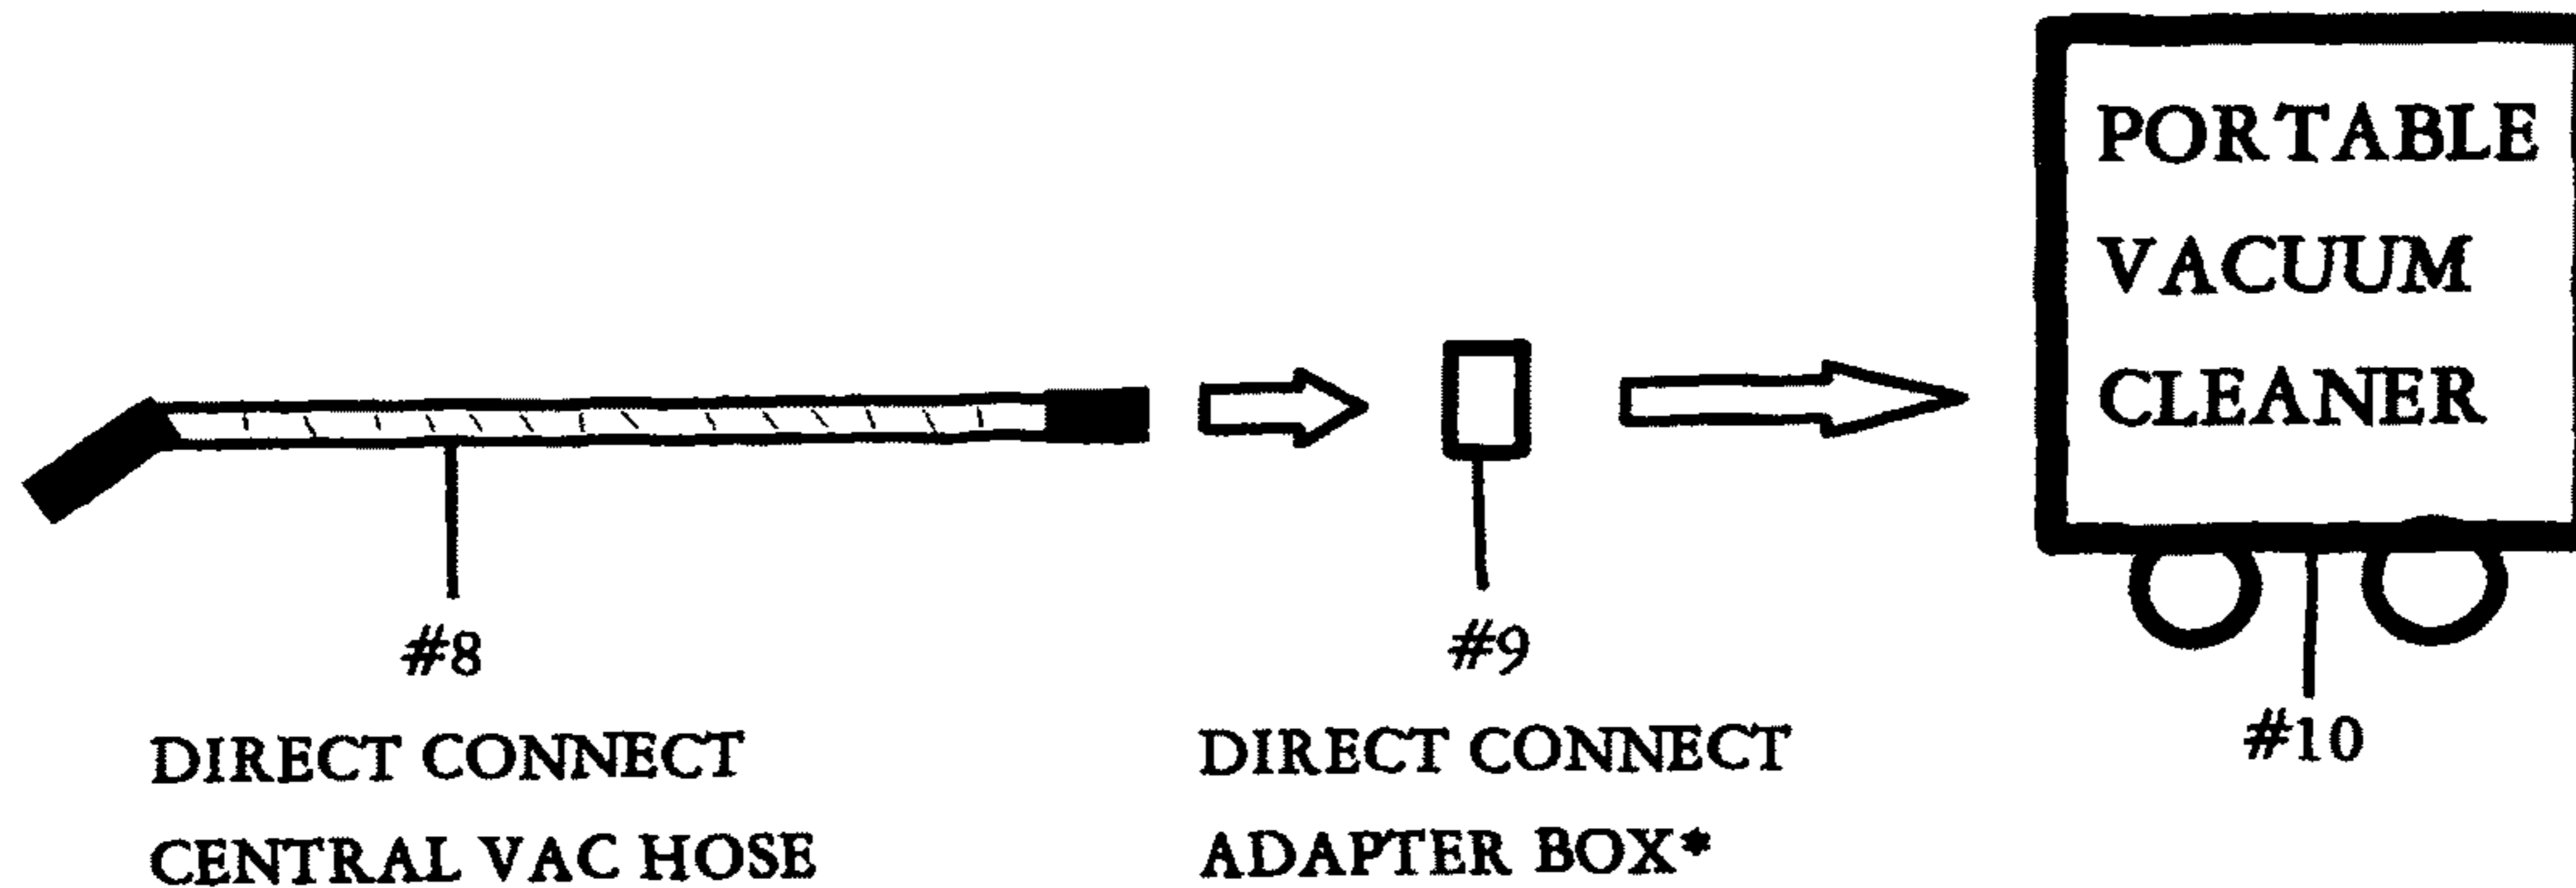 PORTABLE
VACUUM
CLEANER
#8
#9
#10
DIRECT CONNECT
CENTRAL VAC HOSE
DIRECT CONNECT
ADAPTER BOX*